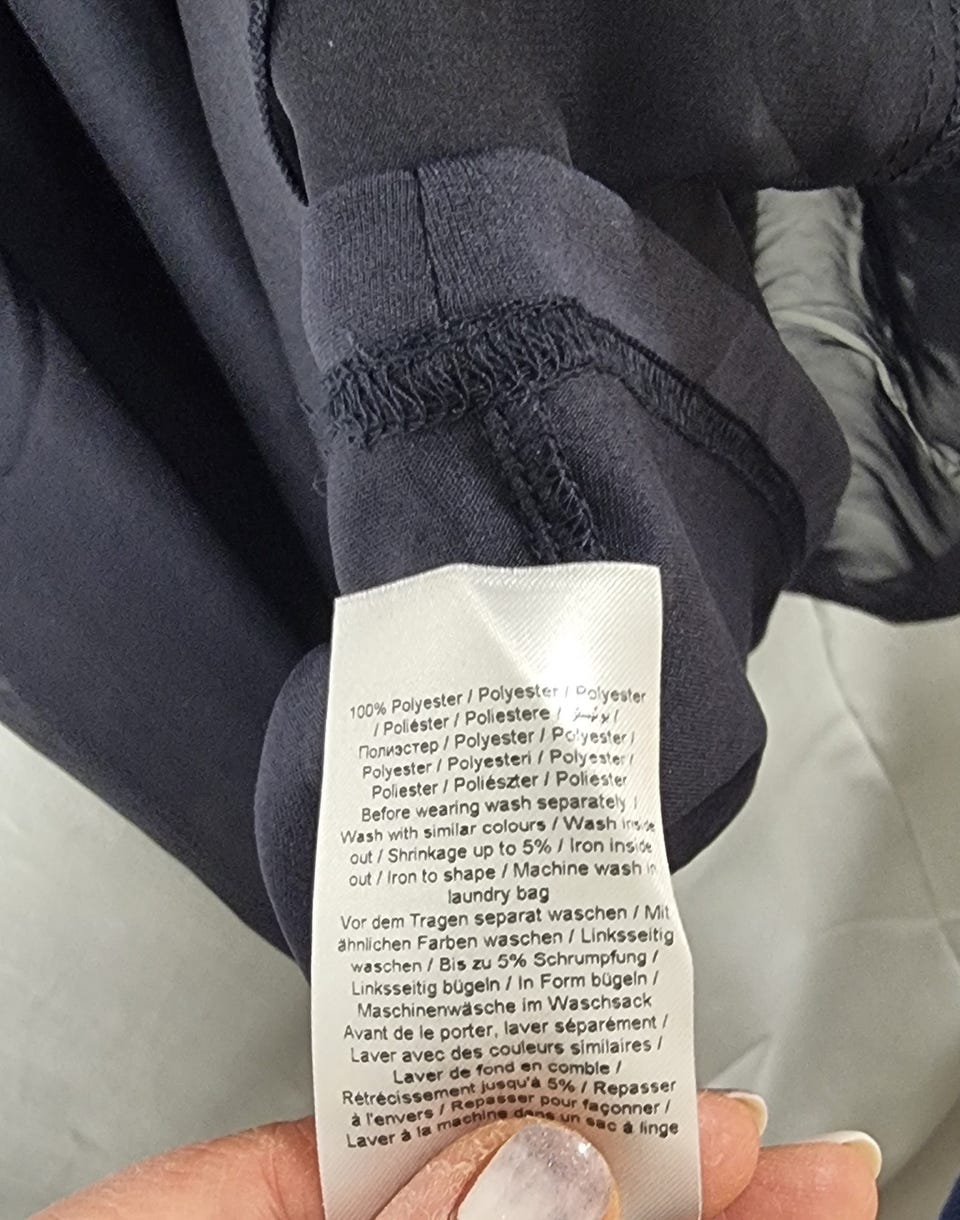 100% Polyester / Polyester / Polyester
/ Poliéster / Poliestere / بوليستر /
Полиэстер / Polyester / Polyester /
Polyester / Polyesteri / Polyester /
Poliester / Poliészter / Poliester
Before wearing wash separately /
Wash with similar colours / Wash inside
out / Shrinkage up to 5% / Iron inside
out / Iron to shape / Machine wash in
laundry bag
Vor dem Tragen separat waschen / Mit
ähnlichen Farben waschen / Linksseitig
waschen / Bis zu 5% Schrumpfung /
Linksseitig bügeln / In Form bügeln /
Maschinenwäsche im Waschsack
Avant de le porter, laver séparément /
Laver avec des couleurs similaires /
Laver de fond en comble /
Rétrécissement jusqu'à 5% / Repasser
à l'envers / Repasser pour façonner /
Laver à la machine dans un sac à linge